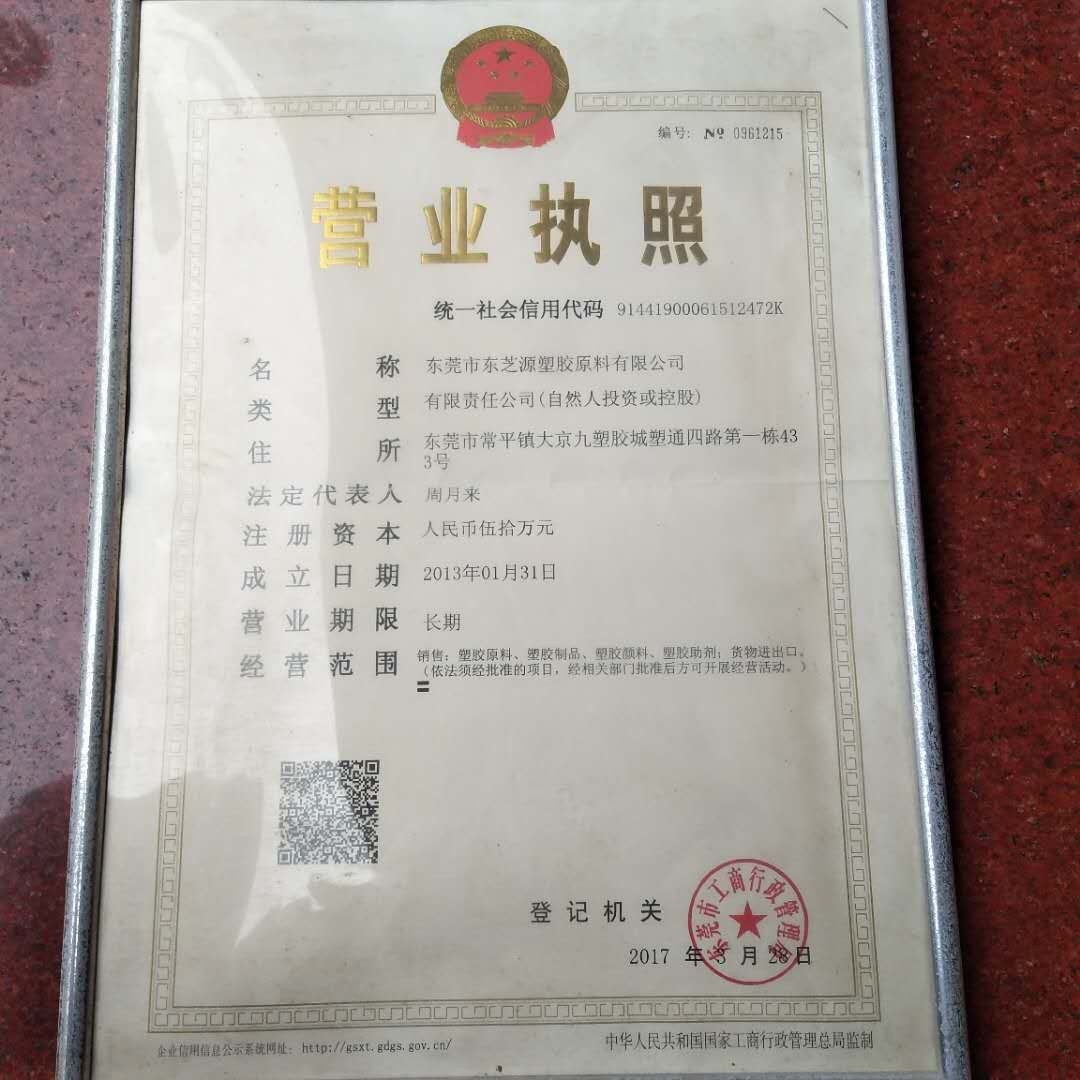 编号: № 0961215
营业执照
统一社会信用代码 91441900061512472K
名称 东莞市东芝源塑胶原料有限公司
类型 有限责任公司(自然人投资或控股)
住所 东莞市常平镇大京九塑胶城塑通四路第一栋43
3号
法定代表人 周月来
注册资本 人民币伍拾万元
成立日期 2013年01月31日
营业期限 长期
经营范围 销售：塑胶原料、塑胶制品、塑胶颜料、塑胶助剂；货物进出口。
（依法须经批准的项目，经相关部门批准后方可开展经营活动。）
登记机关
东莞市工商行政管理局
2017 年 3 月 28 日
企业信用信息公示系统网址: http://gsxt.gdgs.gov.cn/
中华人民共和国国家工商行政管理总局监制